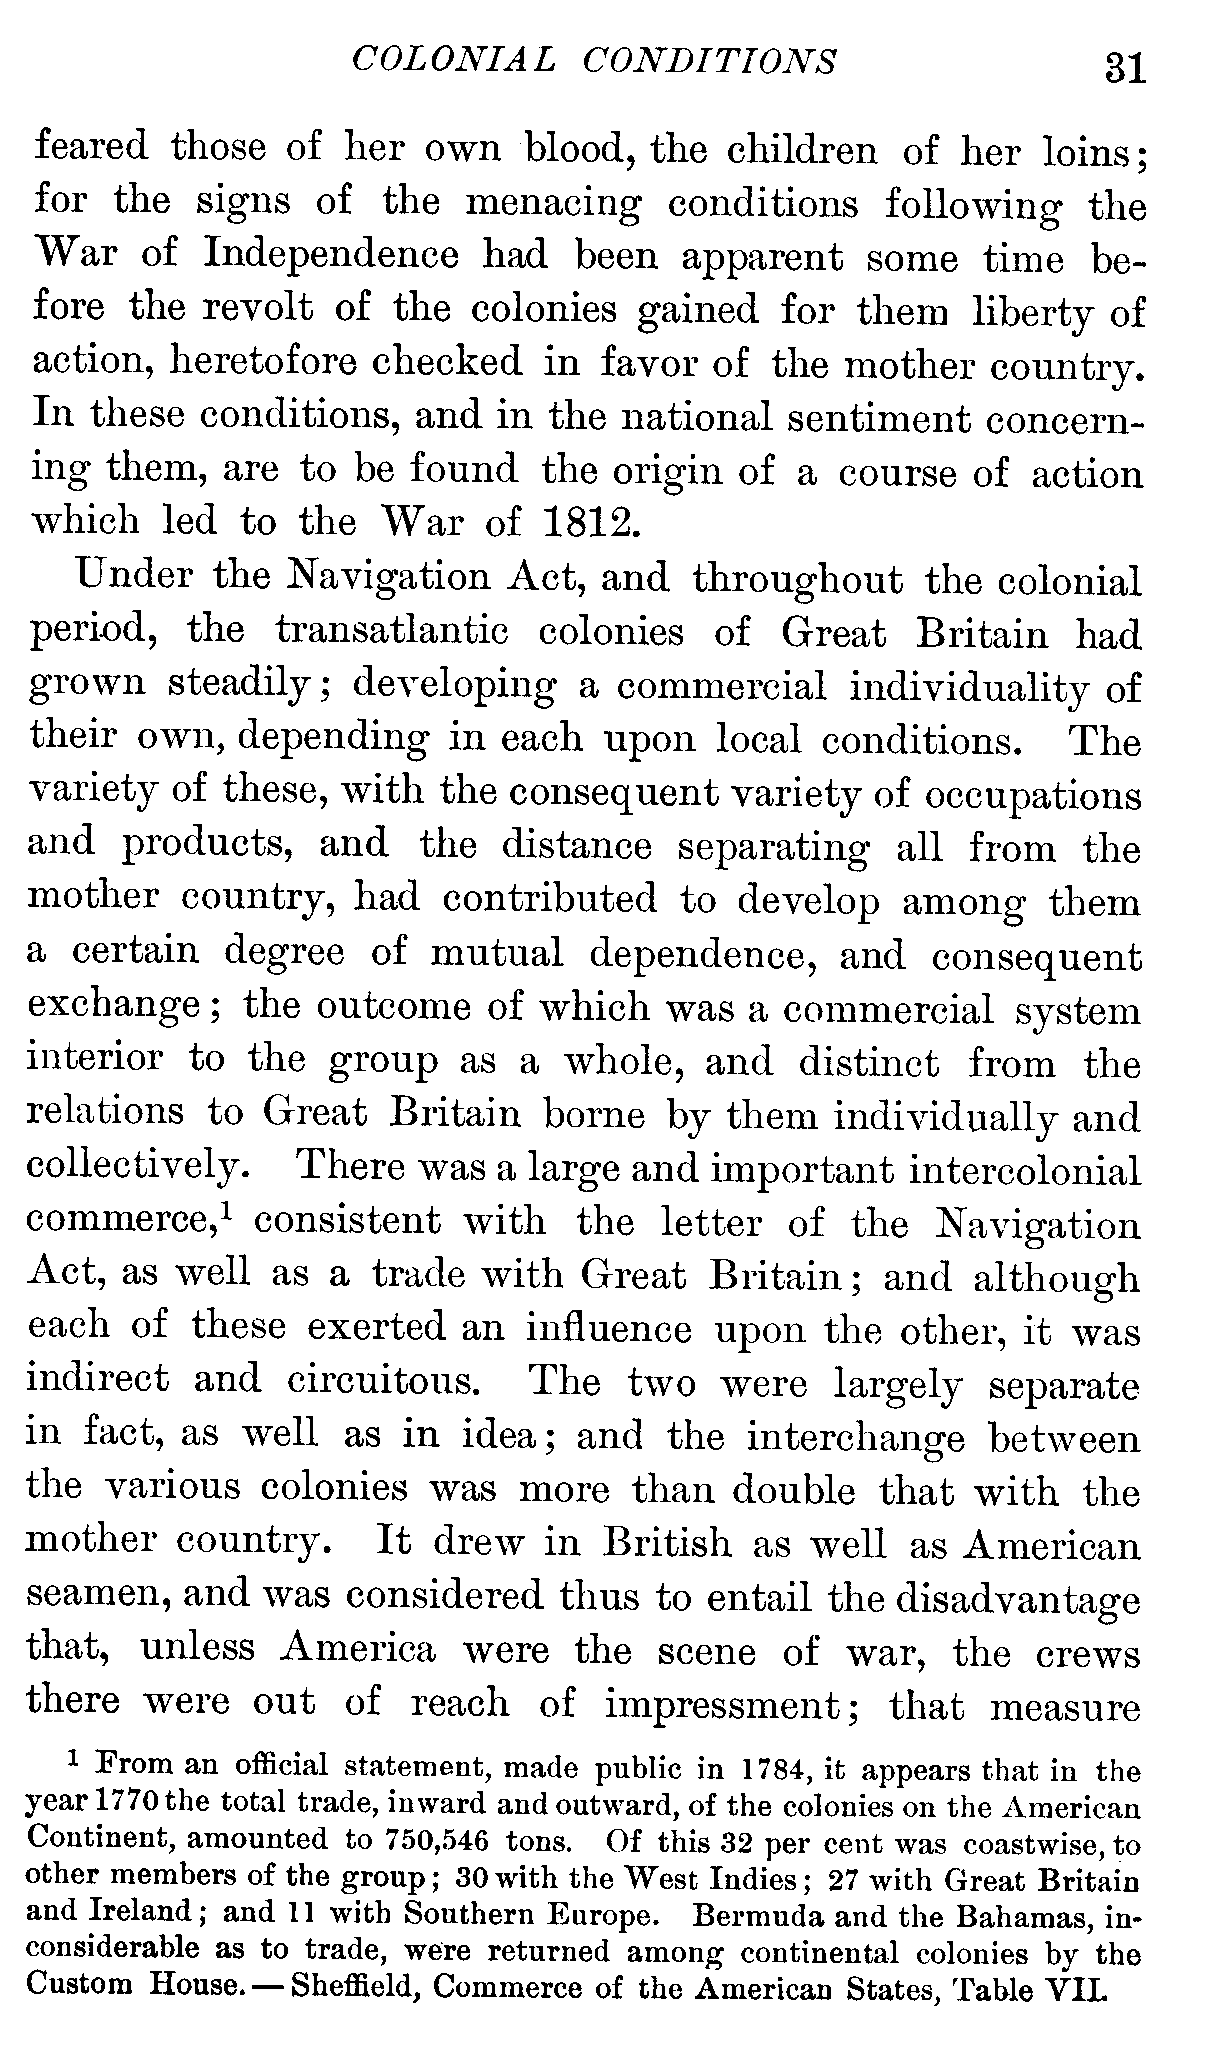 COLONIAL CONDITIONS 31
feared those of her own blood, the children of her loins;
for the signs of the menacing conditions following the
War of Independence had been apparent some time be-
fore the revolt of the colonies gained for them liberty of
action, heretofore checked in favor of the mother country.
In these conditions, and in the national sentiment concern-
ing them, are to be found the origin of a course of action
which led to the War of 1812.
Under the Navigation Act, and throughout the colonial
period, the transatlantic colonies of Great Britain had
grown steadily; developing a commercial individuality of
their own, depending in each upon local conditions. The
variety of these, with the consequent variety of occupations
and products, and the distance separating all from the
mother country, had contributed to develop among them
a certain degree of mutual dependence, and consequent
exchange; the outcome of which was a commercial system
interior to the group as a whole, and distinct from the
relations to Great Britain borne by them individually and
collectively. There was a large and important intercolonial
commerce,¹ consistent with the letter of the Navigation
Act, as well as a trade with Great Britain; and although
each of these exerted an influence upon the other, it was
indirect and circuitous. The two were largely separate
in fact, as well as in idea; and the interchange between
the various colonies was more than double that with the
mother country. It drew in British as well as American
seamen, and was considered thus to entail the disadvantage
that, unless America were the scene of war, the crews
there were out of reach of impressment; that measure
¹ From an official statement, made public in 1784, it appears that in the
year 1770 the total trade, inward and outward, of the colonies on the American
Continent, amounted to 750,546 tons. Of this 32 per cent was coastwise, to
other members of the group; 30 with the West Indies; 27 with Great Britain
and Ireland; and 11 with Southern Europe. Bermuda and the Bahamas, in-
considerable as to trade, were returned among continental colonies by the
Custom House.—Sheffield, Commerce of the American States, Table VII.